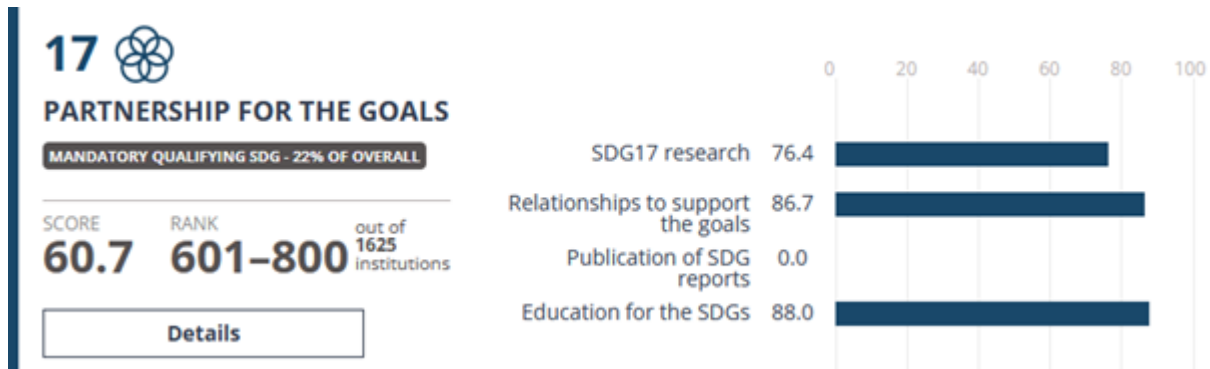 17
PARTNERSHIP FOR THE GOALS
MANDATORY QUALIFYING SDG - 22% OF OVERALL
SCORE
60.7
RANK
601–800
out of
1625
institutions
Details
0 20 40 60 80 100
SDG17 research 76.4
Relationships to support 86.7
the goals
Publication of SDG 0.0
reports
Education for the SDGs 88.0